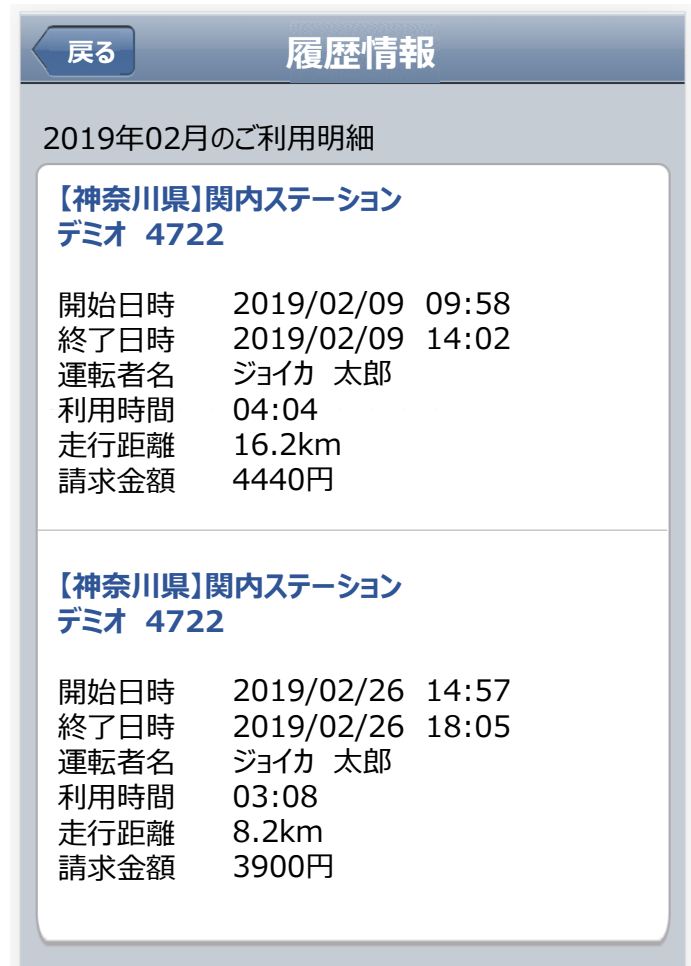 戻る
履歴情報
2019年02月のご利用明細
【神奈川県】関内ステーション
デミオ 4722
開始日時 2019/02/09 09:58
終了日時 2019/02/09 14:02
運転者名 ジョイカ 太郎
利用時間 04:04
走行距離 16.2km
請求金額 4440円
【神奈川県】関内ステーション
デミオ 4722
開始日時 2019/02/26 14:57
終了日時 2019/02/26 18:05
運転者名 ジョイカ 太郎
利用時間 03:08
走行距離 8.2km
請求金額 3900円